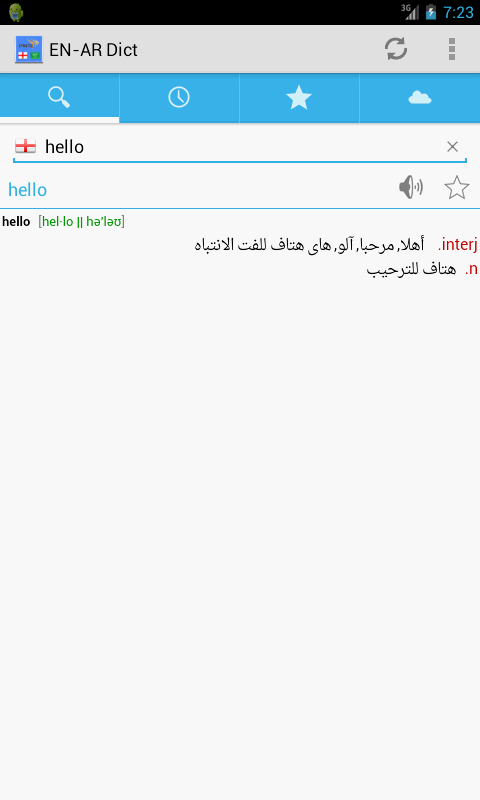 3G 7:23
EN-AR Dict
hello
hello
hello [hel·lo || hə'ləʊ]
interj. أهلا, مرحبا, آلو, هاى هتاف للفت الانتباه
n. هتاف للترحيب